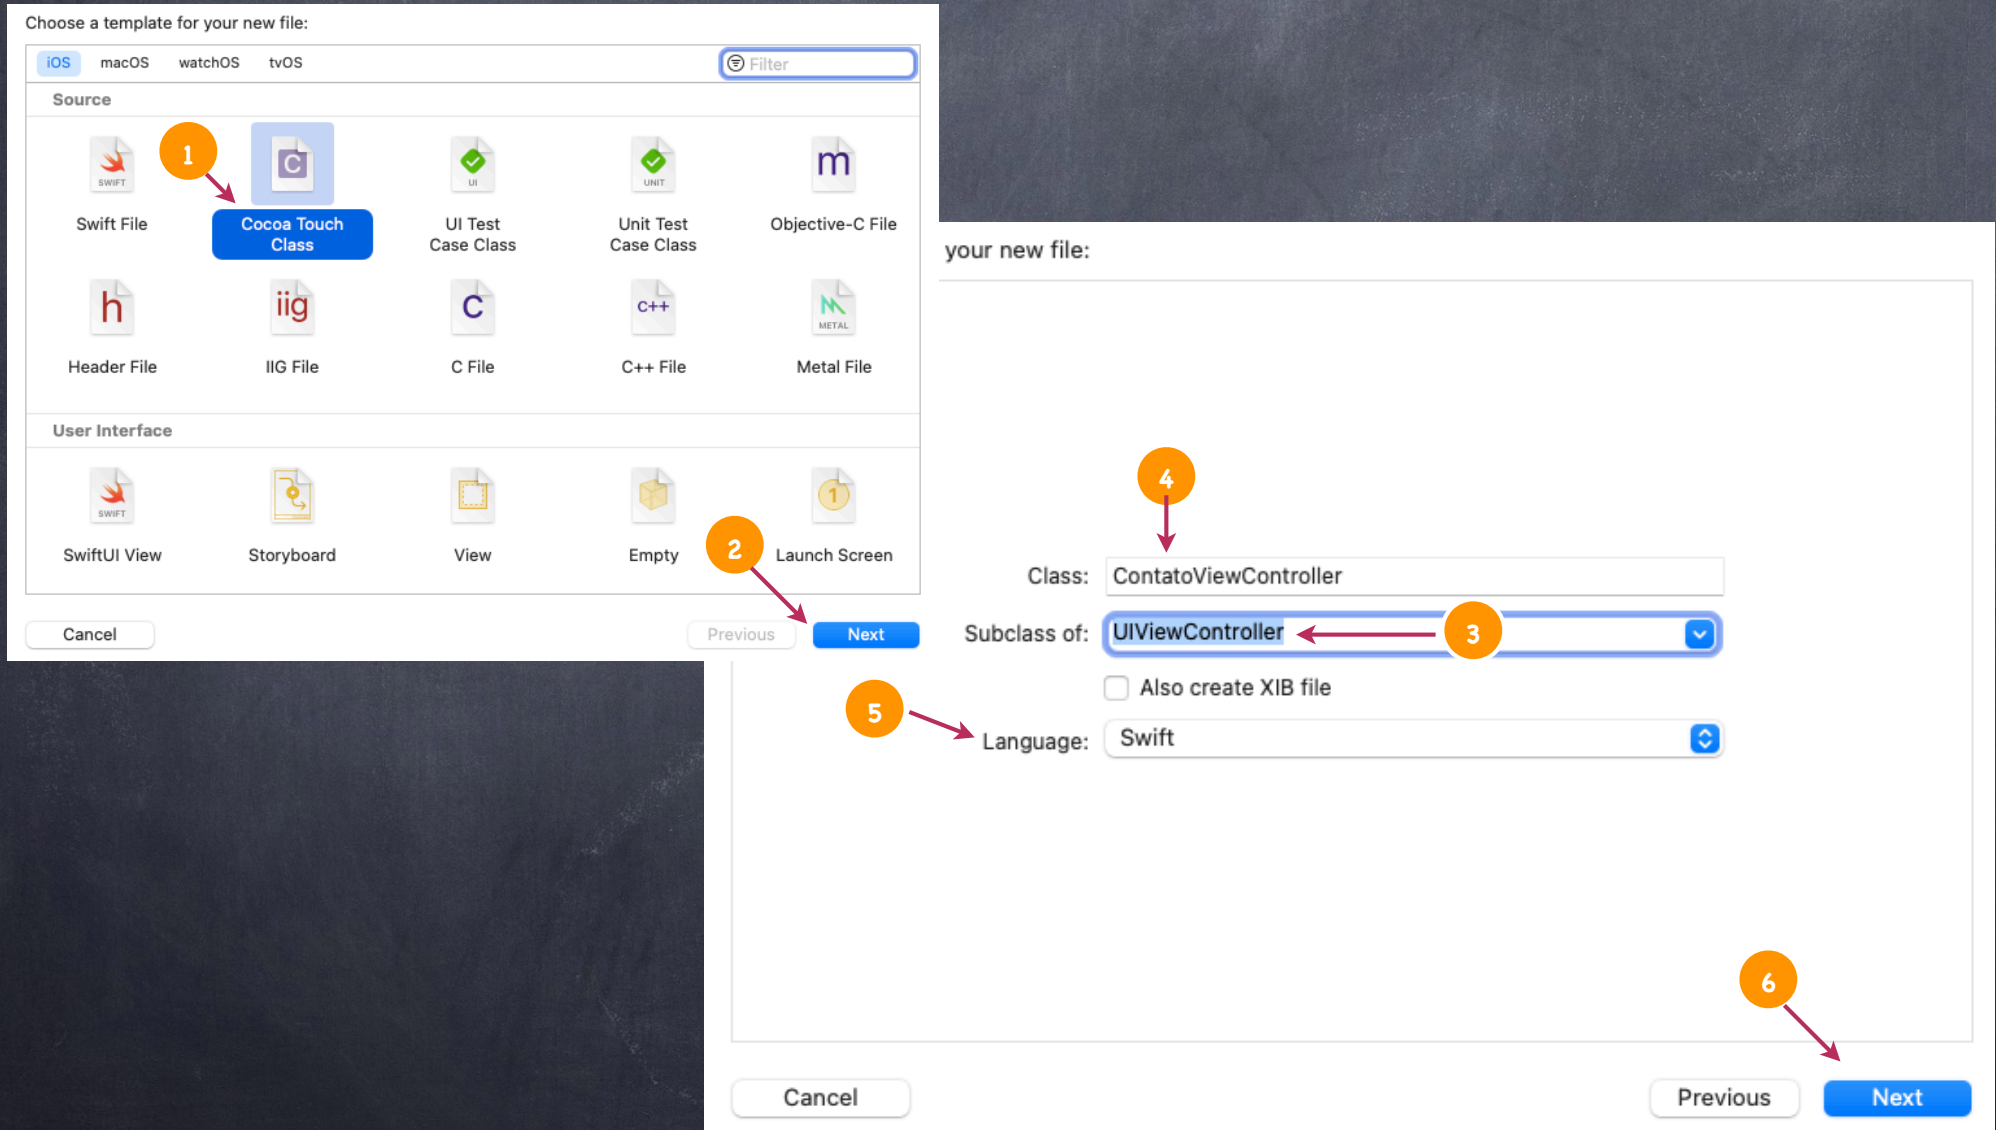 Choose a template for your new file:
iOS macOS watchOS tvOS
Filter
Source
SWIFT
1
C
UI
UNIT
m
Swift File
Cocoa Touch
Class
UI Test
Case Class
Unit Test
Case Class
Objective-C File
h
iig
C
C++
METAL
Header File
IIG File
C File
C++ File
Metal File
User Interface
SWIFT
1
SwiftUI View
Storyboard
View
Empty
2
Launch Screen
Cancel
Previous
Next
your new file:
4
Class: ContatoViewController
Subclass of: UIViewController
3
Also create XIB file
5
Language: Swift
6
Cancel
Previous
Next